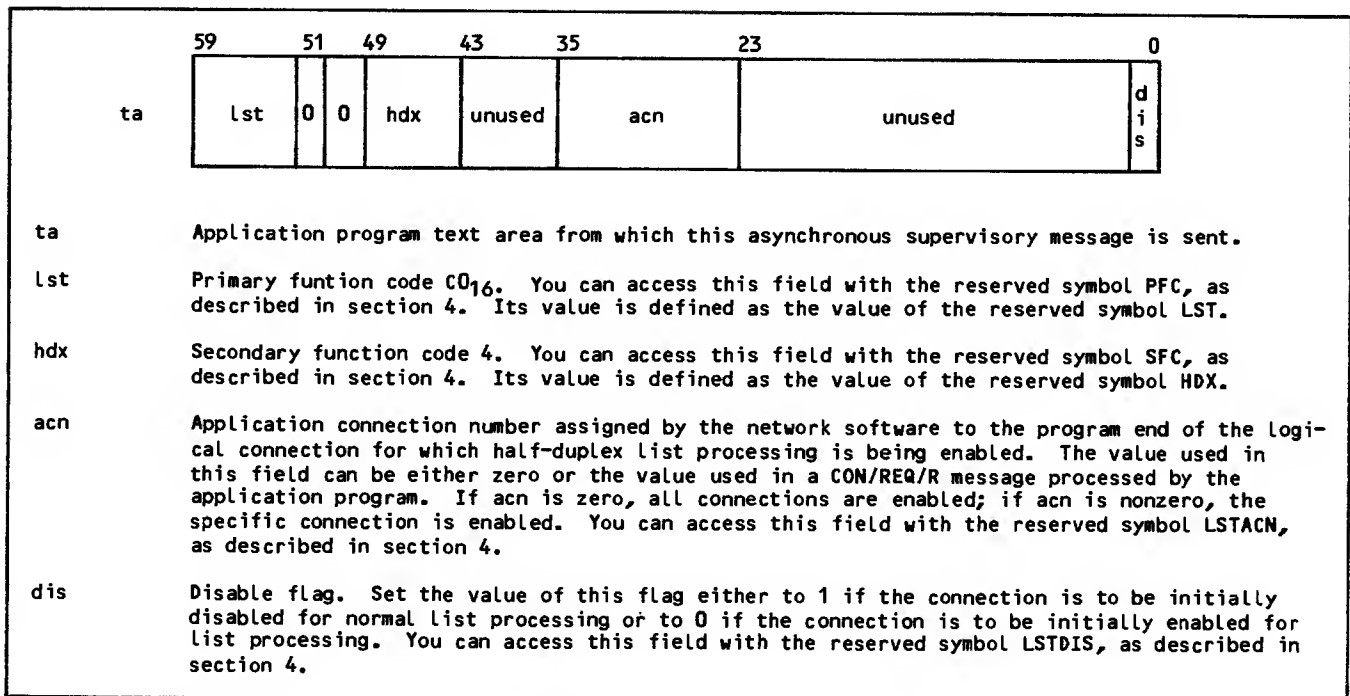 59 51 49 43 35 23 0
ta lst 0 0 hdx unused acn unused dis
ta Application program text area from which this asynchronous supervisory message is sent.
lst Primary funtion code C0₁₆. You can access this field with the reserved symbol PFC, as
described in section 4. Its value is defined as the value of the reserved symbol LST.
hdx Secondary function code 4. You can access this field with the reserved symbol SFC, as
described in section 4. Its value is defined as the value of the reserved symbol HDX.
acn Application connection number assigned by the network software to the program end of the logi-
cal connection for which half-duplex list processing is being enabled. The value used in
this field can be either zero or the value used in a CON/REQ/R message processed by the
application program. If acn is zero, all connections are enabled; if acn is nonzero, the
specific connection is enabled. You can access this field with the reserved symbol LSTACN,
as described in section 4.
dis Disable flag. Set the value of this flag either to 1 if the connection is to be initially
disabled for normal list processing or to 0 if the connection is to be initially enabled for
list processing. You can access this field with the reserved symbol LSTDIS, as described in
section 4.